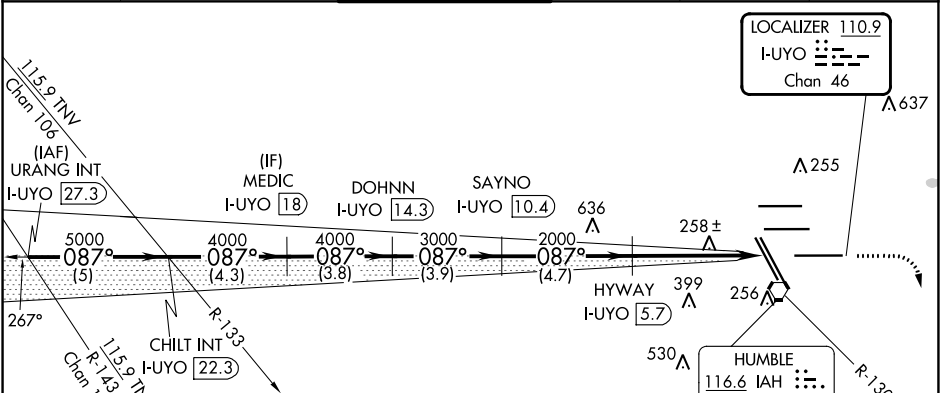 LOCALIZER 110.9
I-UYO
Chan 46
637
115.9 TNV
Chan 106
(IAF)
URANG INT
I-UYO 27.3
(IF)
MEDIC
I-UYO 18
DOHNN
I-UYO 14.3
SAYNO
I-UYO 10.4
255
636
258 ±
5000
087°
(5)
4000
087°
(4.3)
4000
087°
(3.8)
3000
087°
(3.9)
2000
087°
(4.7)
267°
HYWAY
I-UYO 5.7
399
256
R-133
CHILT INT
I-UYO 22.3
115.9
R-143
Chan
530
HUMBLE
116.6 IAH